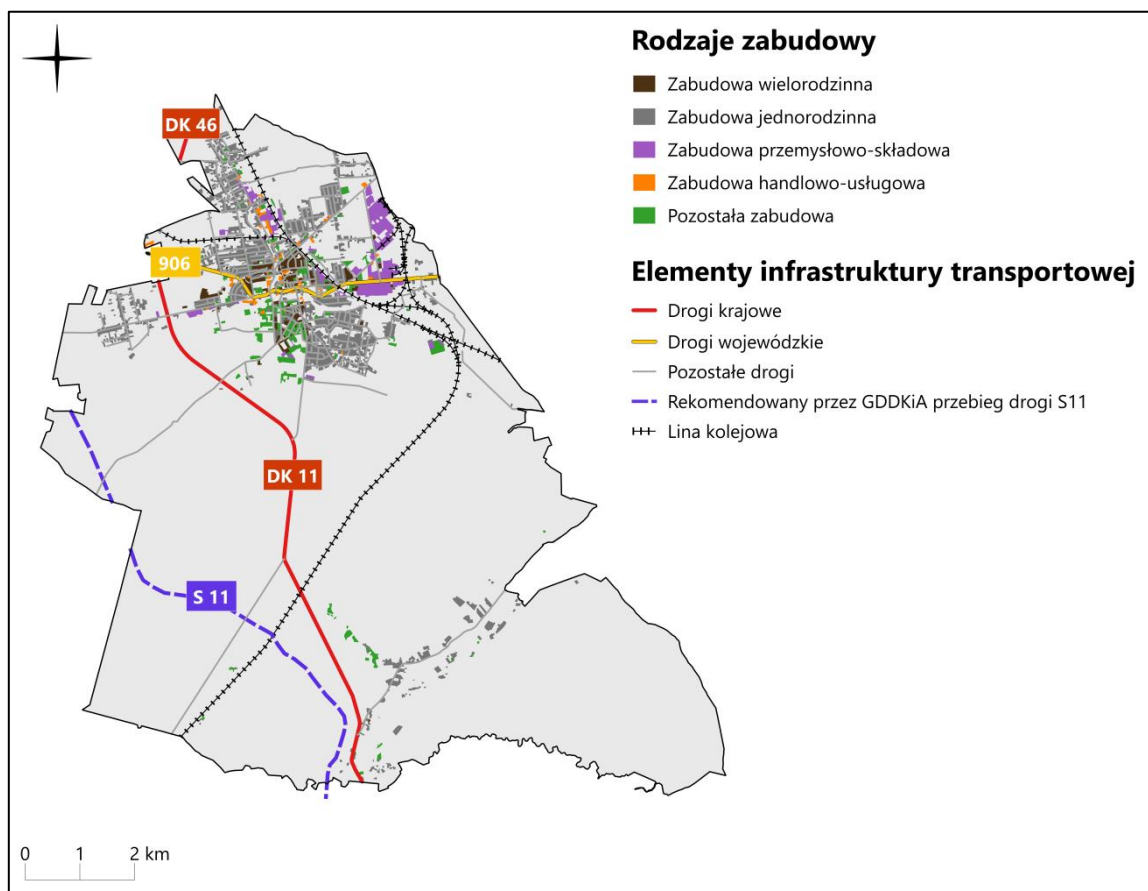 Rodzaje zabudowy
Zabudowa wielorodzinna
Zabudowa jednorodzinna
Zabudowa przemysłowo-składowa
Zabudowa handlowo-usługowa
Pozostała zabudowa
Elementy infrastruktury transportowej
Drogi krajowe
Drogi wojewódzkie
Pozostałe drogi
Rekomendowany przez GDDKiA przebieg drogi S11
Lina kolejowa
DK 46
906
DK 11
S 11
0 1 2 km